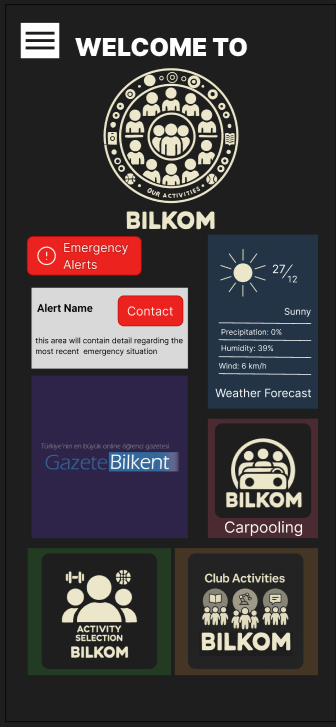 WELCOME TO
OUR ACTIVITIES
BILKOM
Emergency
Alerts
27/12
Sunny
Precipitation: 0%
Humidity: 39%
Wind: 6 km/h
Weather Forecast
Alert Name
Contact
this area will contain detail regarding the
most recent emergency situation
Türkiye'nin en büyük online öğrenci gazetesi
GazeteBilkent
BILKOM
Carpooling
ACTIVITY
SELECTION
BILKOM
Club Activities
BILKOM